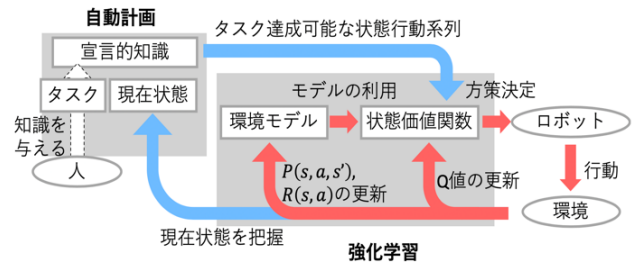 自動計画
タスク達成可能な状態行動系列
宣言的知識
タスク
現在状態
知識を
与える
人
モデルの利用
方策決定
環境モデル
状態価値関数
ロボット
行動
P(s,a,s′),
R(s,a)の更新
Q値の更新
環境
現在状態を把握
強化学習